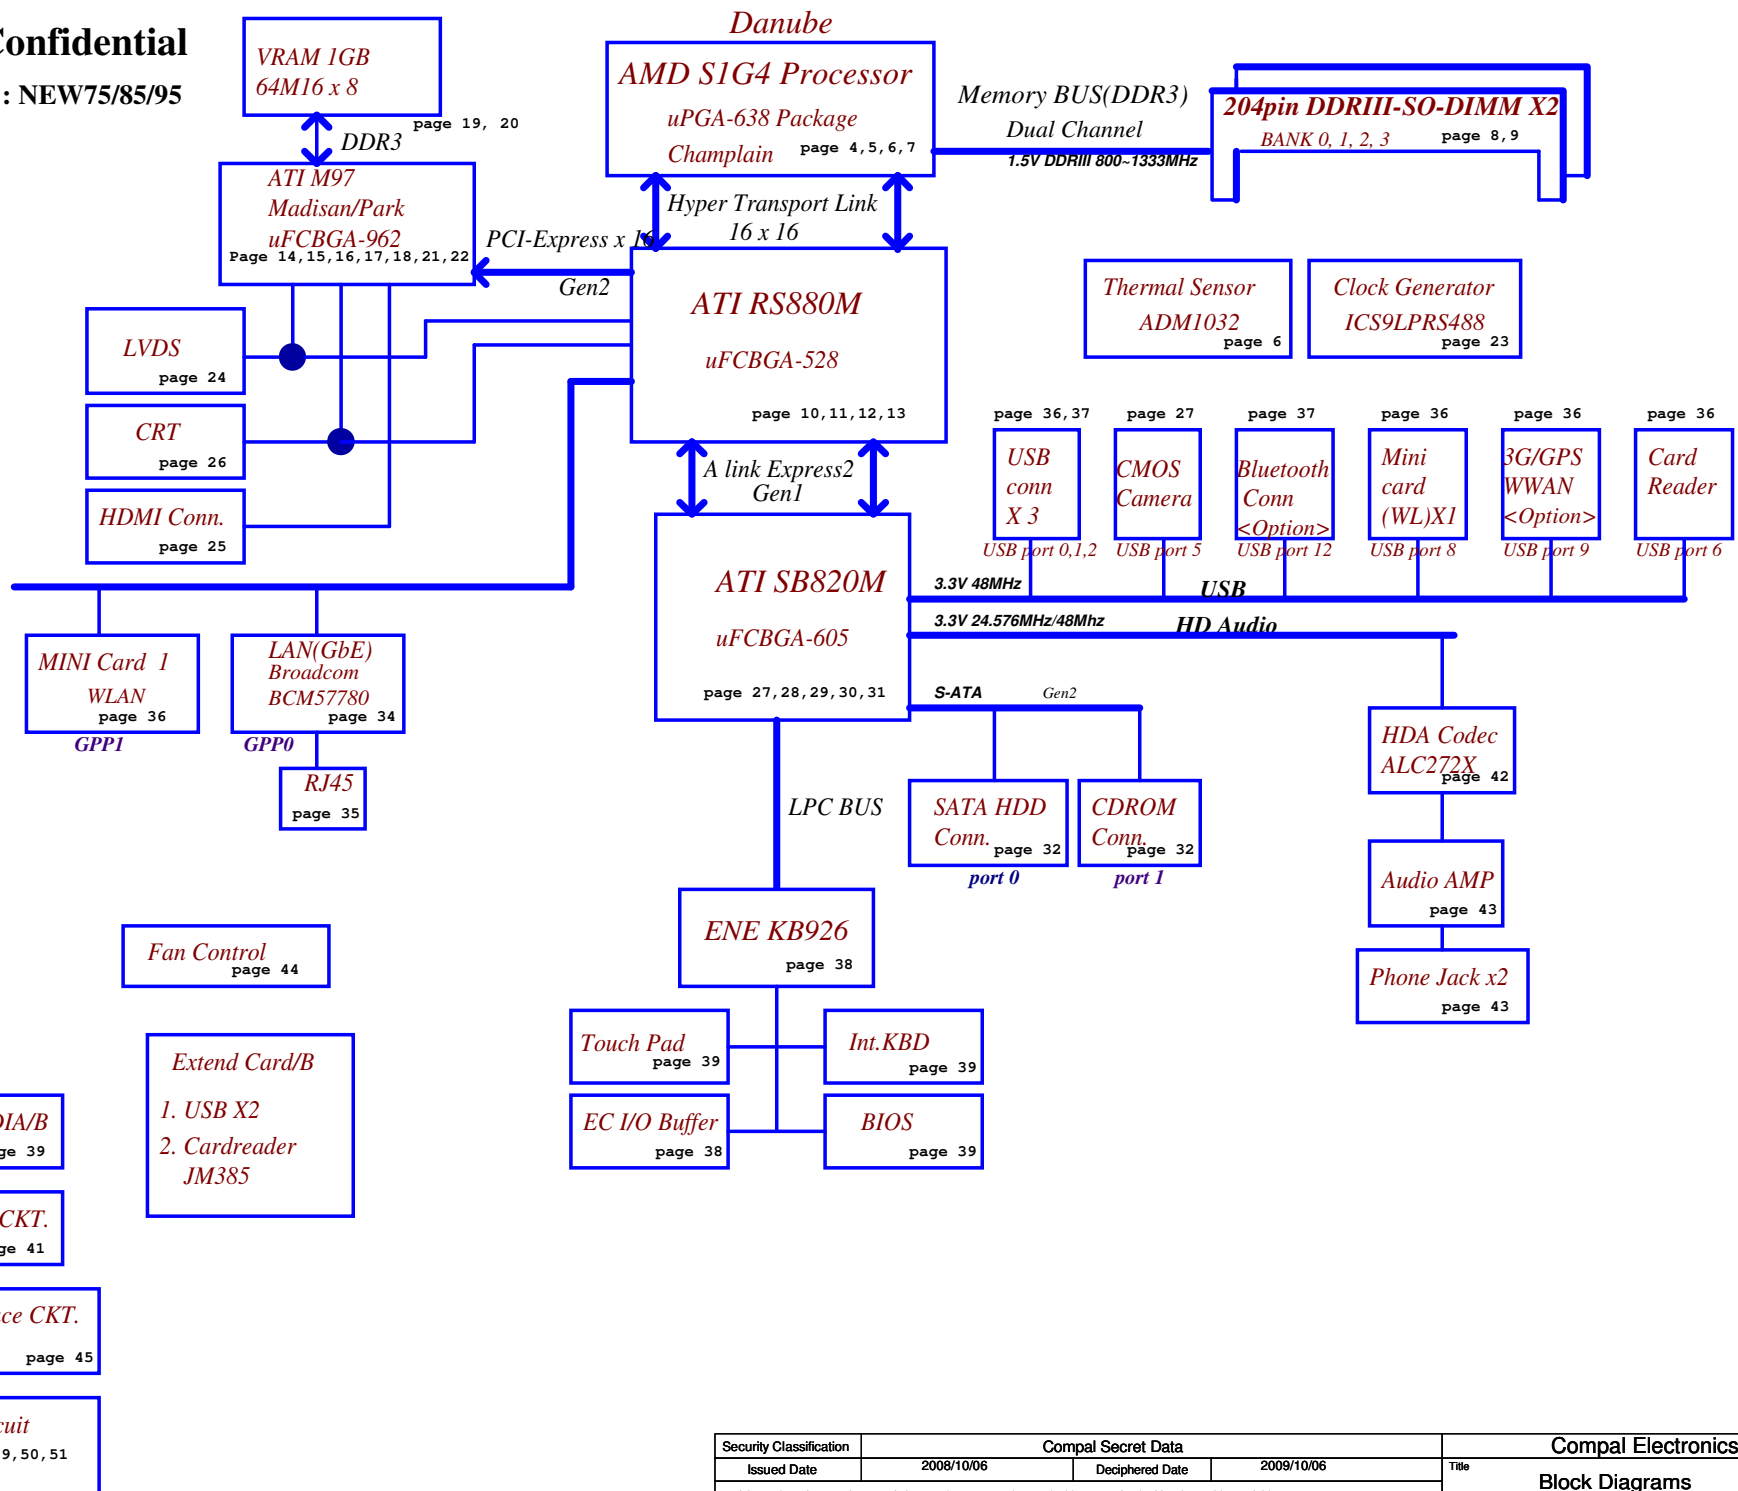 Confidential
: NEW75/85/95
VRAM 1GB
64M16 x 8
page 19, 20
DDR3
ATI M97
Madisan/Park
uFCBGA-962
Page 14,15,16,17,18,21,22
Danube
AMD S1G4 Processor
uPGA-638 Package
Champlain
page 4,5,6,7
Memory BUS(DDR3)
Dual Channel
1.5V DDRIII 800~1333MHz
204pin DDRIII-SO-DIMM X2
BANK 0, 1, 2, 3
page 8,9
Hyper Transport Link
16 x 16
PCI-Express x 16
Gen2
ATI RS880M
uFCBGA-528
page 10,11,12,13
Thermal Sensor
ADM1032
page 6
Clock Generator
ICS9LPRS488
page 23
LVDS
page 24
CRT
page 26
HDMI Conn.
page 25
A link Express2
Gen1
page 36,37
USB
conn
X 3
USB port 0,1,2
page 27
CMOS
Camera
USB port 5
page 37
Bluetooth
Conn
<Option>
USB port 12
page 36
Mini
card
(WL)X1
USB port 8
page 36
3G/GPS
WWAN
<Option>
USB port 9
page 36
Card
Reader
USB port 6
ATI SB820M
uFCBGA-605
page 27,28,29,30,31
3.3V 48MHz
USB
3.3V 24.576MHz/48Mhz
HD Audio
S-ATA
Gen2
MINI Card 1
WLAN
page 36
GPP1
LAN(GbE)
Broadcom
BCM57780
page 34
GPP0
RJ45
page 35
LPC BUS
SATA HDD
Conn.
page 32
port 0
CDROM
Conn.
page 32
port 1
HDA Codec
ALC272X
page 42
Audio AMP
page 43
Phone Jack x2
page 43
ENE KB926
page 38
Fan Control
page 44
Touch Pad
page 39
Int.KBD
page 39
EC I/O Buffer
page 38
BIOS
page 39
Extend Card/B
1. USB X2
2. Cardreader
JM385
DIA/B
ge 39
CKT.
ge 41
ace CKT.
page 45
cuit
9,50,51
Security Classification
Compal Secret Data
Issued Date
2008/10/06
Deciphered Date
2009/10/06
Compal Electronics
Title
Block Diagrams